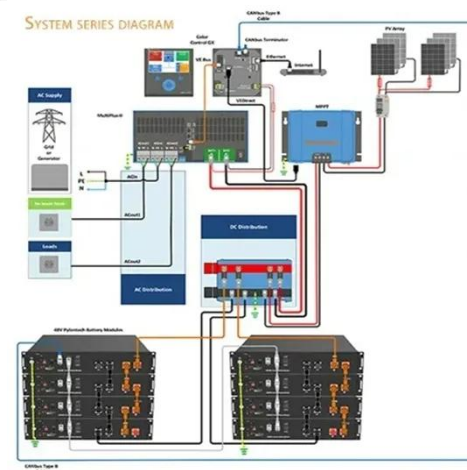 SYSTEM SERIES DIAGRAM
CANbus Type B
Cable
Color
Control GX
CANbus Terminator
VE Bus
Ethernet
Internet
PV Array
AC Supply
Grid
or
Generator
MultiPlus-II
VEDirect
MPPT
L
PE
N
ACin
ACout1
Loads
ACout2
AC Distribution
DC Distribution
48V Pylontech Battery Modules
CANbus Type B